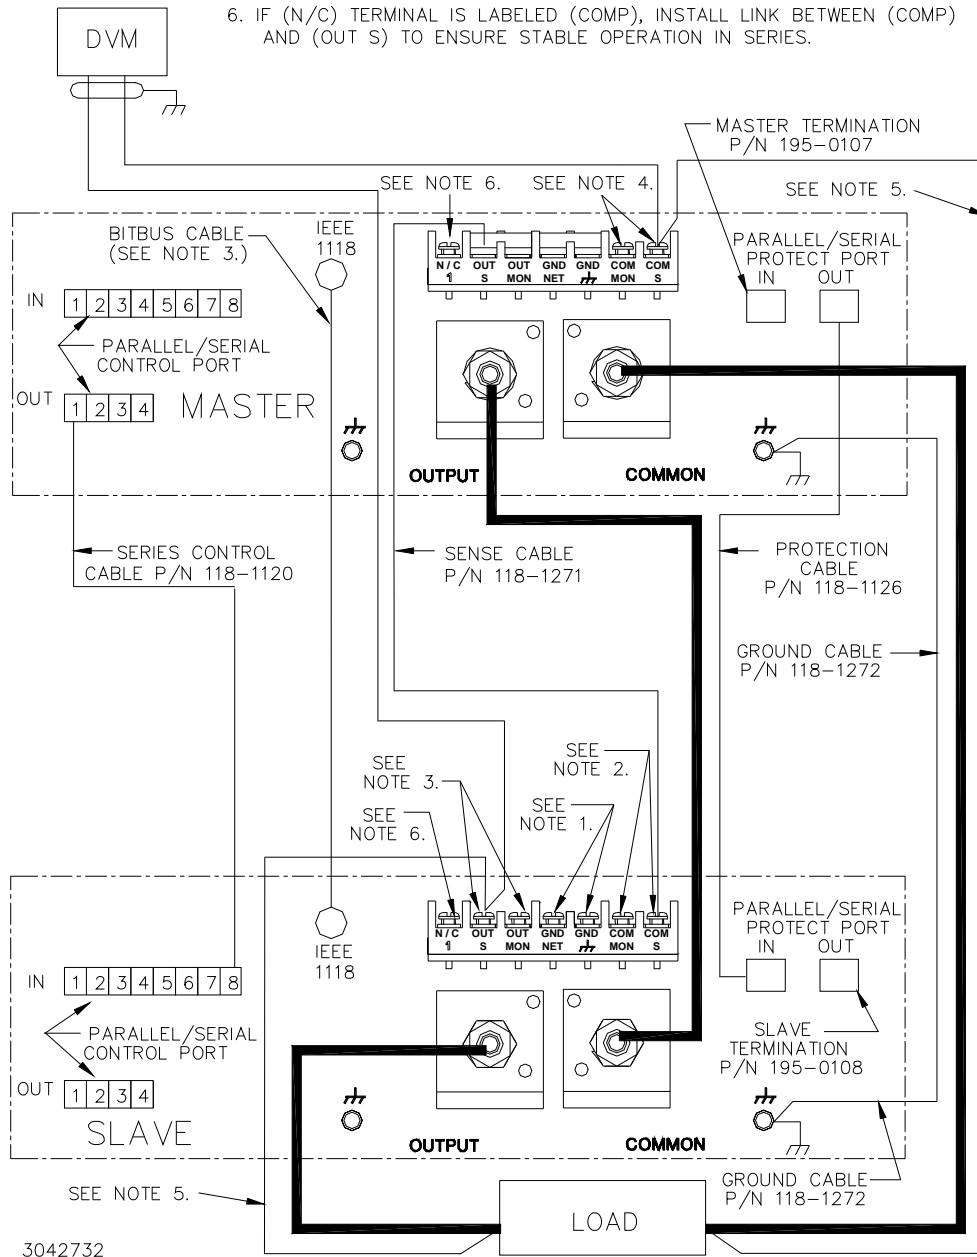 6. IF (N/C) TERMINAL IS LABELED (COMP), INSTALL LINK BETWEEN (COMP)
AND (OUT S) TO ENSURE STABLE OPERATION IN SERIES.
DVM
MASTER TERMINATION
P/N 195-0107
SEE NOTE 6.
SEE NOTE 4.
SEE NOTE 5.
BITBUS CABLE
(SEE NOTE 3.)
IEEE
1118
N/C OUT OUT GND GND COM COM
1 S MON NET MON S
PARALLEL/SERIAL
PROTECT PORT
IN OUT
IN 1 2 3 4 5 6 7 8
PARALLEL/SERIAL
CONTROL PORT
OUT 1 2 3 4
MASTER
OUTPUT
COMMON
SERIES CONTROL
CABLE P/N 118-1120
SENSE CABLE
P/N 118-1271
PROTECTION
CABLE
P/N 118-1126
GROUND CABLE
P/N 118-1272
SEE
NOTE 3.
SEE
NOTE 2.
SEE
NOTE 6.
SEE
NOTE 1.
IEEE
1118
N/C OUT OUT GND GND COM COM
1 S MON NET MON S
PARALLEL/SERIAL
PROTECT PORT
IN OUT
IN 1 2 3 4 5 6 7 8
PARALLEL/SERIAL
CONTROL PORT
OUT 1 2 3 4
SLAVE
SLAVE
TERMINATION
P/N 195-0108
OUTPUT
COMMON
SEE NOTE 5.
GROUND CABLE
P/N 118-1272
LOAD
3042732